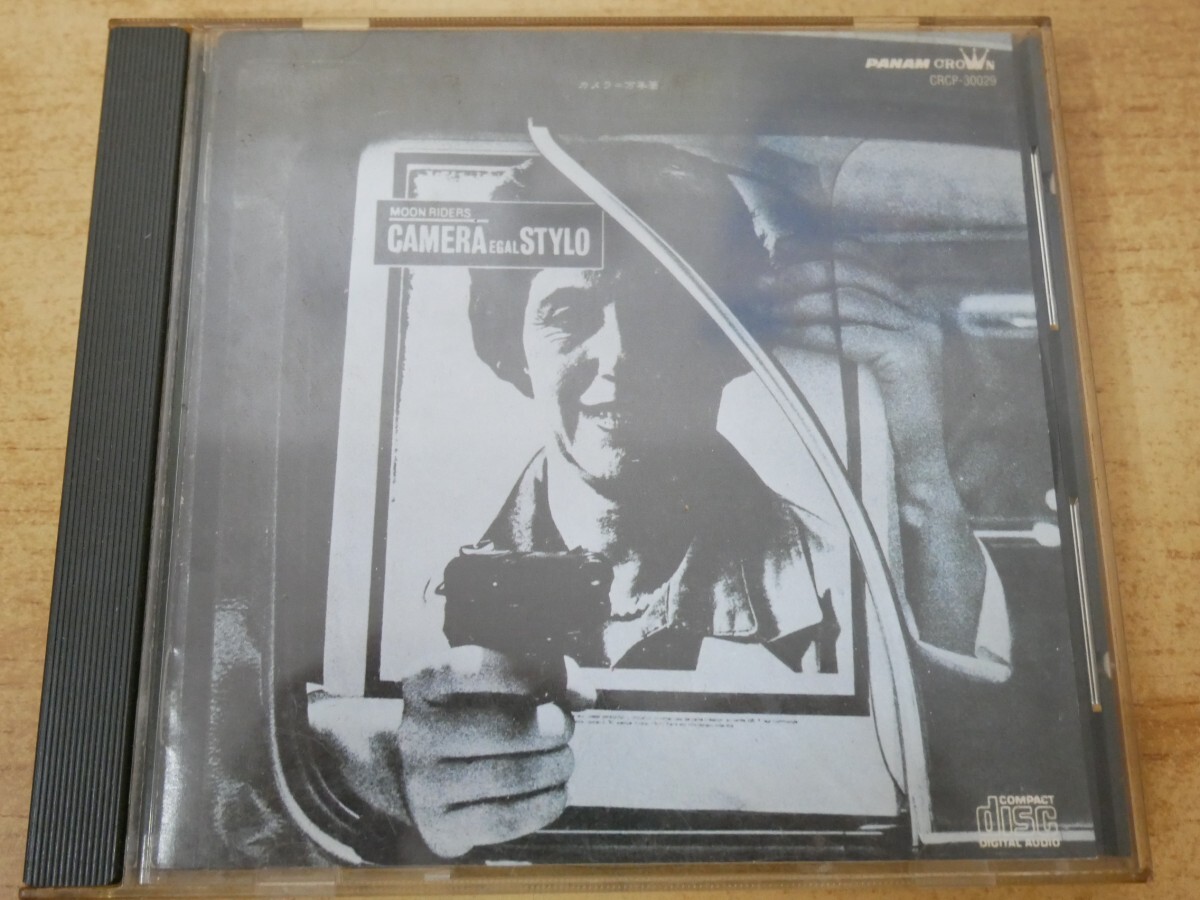 PANAM CROWN
CRCP-30029
カメラ=万年筆
MOON RIDERS
CAMERA EGAL STYLO
COMPACT
disc
DIGITAL AUDIO